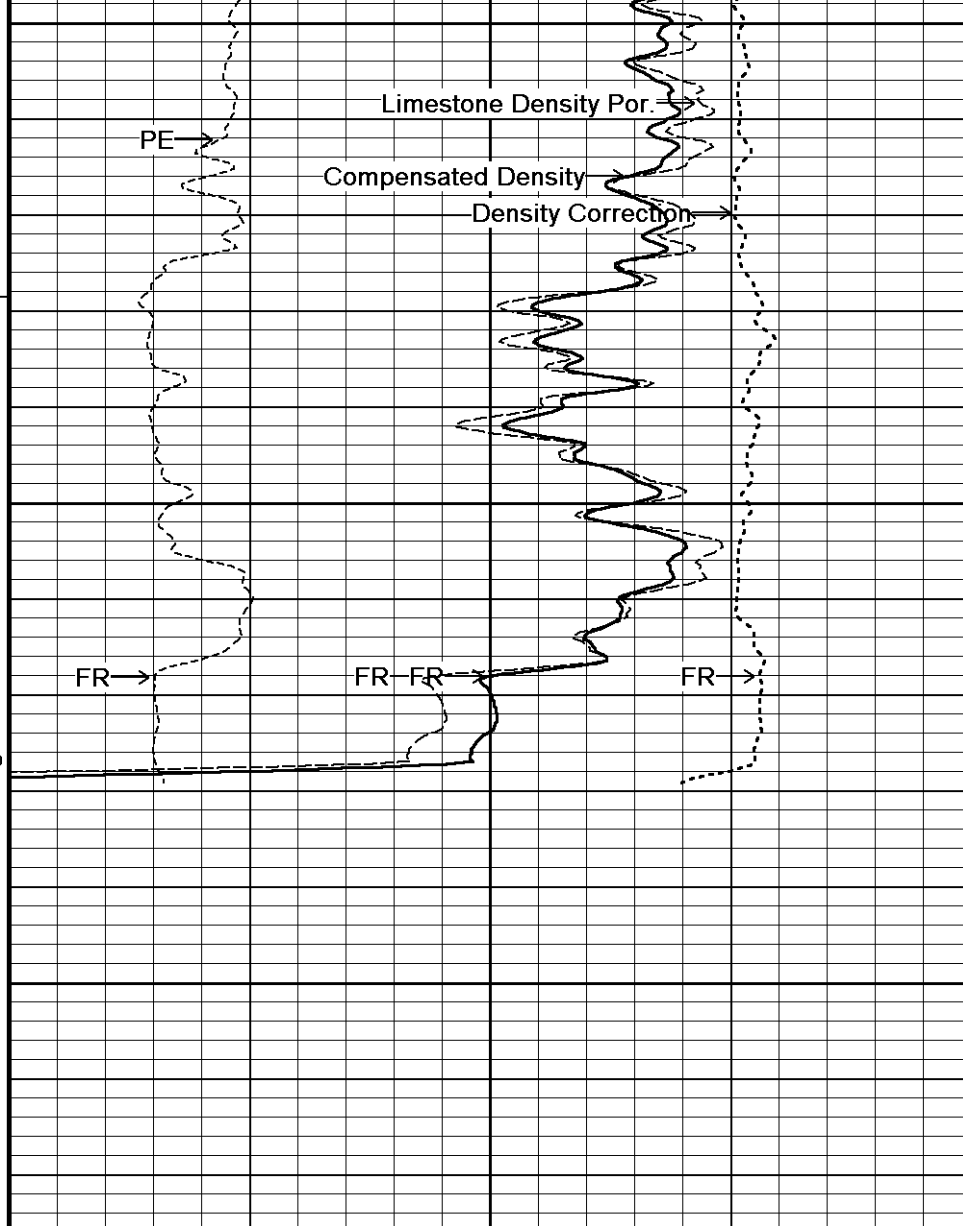 Limestone Density Por.
PE
Compensated Density
Density Correction
FR FR FR FR